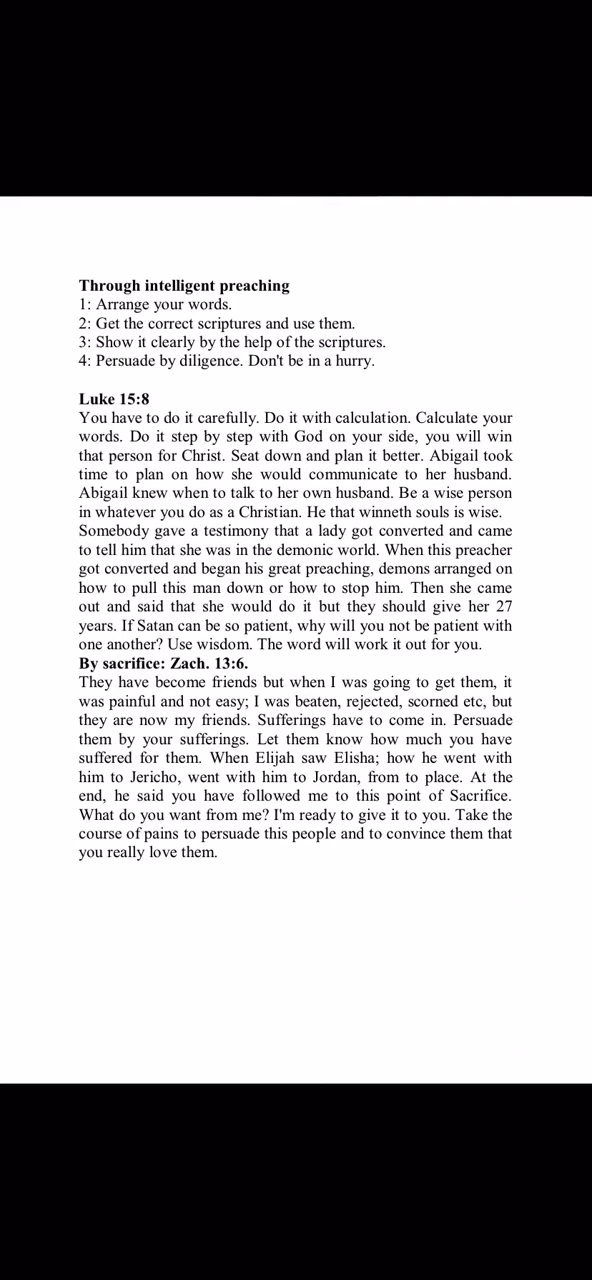 Through intelligent preaching
1: Arrange your words.
2: Get the correct scriptures and use them.
3: Show it clearly by the help of the scriptures.
4: Persuade by diligence. Don't be in a hurry.
Luke 15:8
You have to do it carefully. Do it with calculation. Calculate your
words. Do it step by step with God on your side, you will win
that person for Christ. Seat down and plan it better. Abigail took
time to plan on how she would communicate to her husband.
Abigail knew when to talk to her own husband. Be a wise person
in whatever you do as a Christian. He that winneth souls is wise.
Somebody gave a testimony that a lady got converted and came
to tell him that she was in the demonic world. When this preacher
got converted and began his great preaching, demons arranged on
how to pull this man down or how to stop him. Then she came
out and said that she would do it but they should give her 27
years. If Satan can be so patient, why will you not be patient with
one another? Use wisdom. The word will work it out for you.
By sacrifice: Zach. 13:6.
They have become friends but when I was going to get them, it
was painful and not easy; I was beaten, rejected, scorned etc, but
they are now my friends. Sufferings have to come in. Persuade
them by your sufferings. Let them know how much you have
suffered for them. When Elijah saw Elisha; how he went with
him to Jericho, went with him to Jordan, from to place. At the
end, he said you have followed me to this point of Sacrifice.
What do you want from me? I'm ready to give it to you. Take the
course of pains to persuade this people and to convince them that
you really love them.